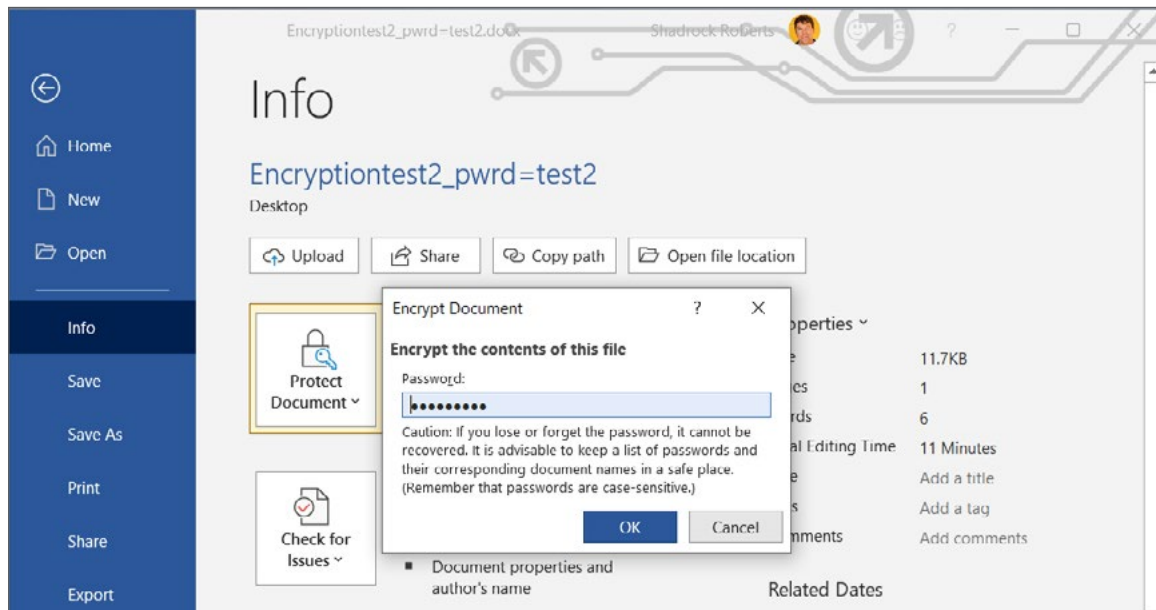 Encryptiontest2_pwrd=test2.docx
Shadrock Roberts
?
Info
Home
New
Open
Info
Save
Save As
Print
Share
Export
Encryptiontest2_pwrd=test2
Desktop
Upload
Share
Copy path
Open file location
Protect
Document
Check for
Issues
Encrypt Document
?
Encrypt the contents of this file
Password:
Caution: If you lose or forget the password, it cannot be
recovered. It is advisable to keep a list of passwords and
their corresponding document names in a safe place.
(Remember that passwords are case-sensitive.)
OK
Cancel
Document properties and
author's name
operties
11.7KB
es
1
rds
6
al Editing Time
11 Minutes
e
Add a title
s
Add a tag
mments
Add comments
Related Dates